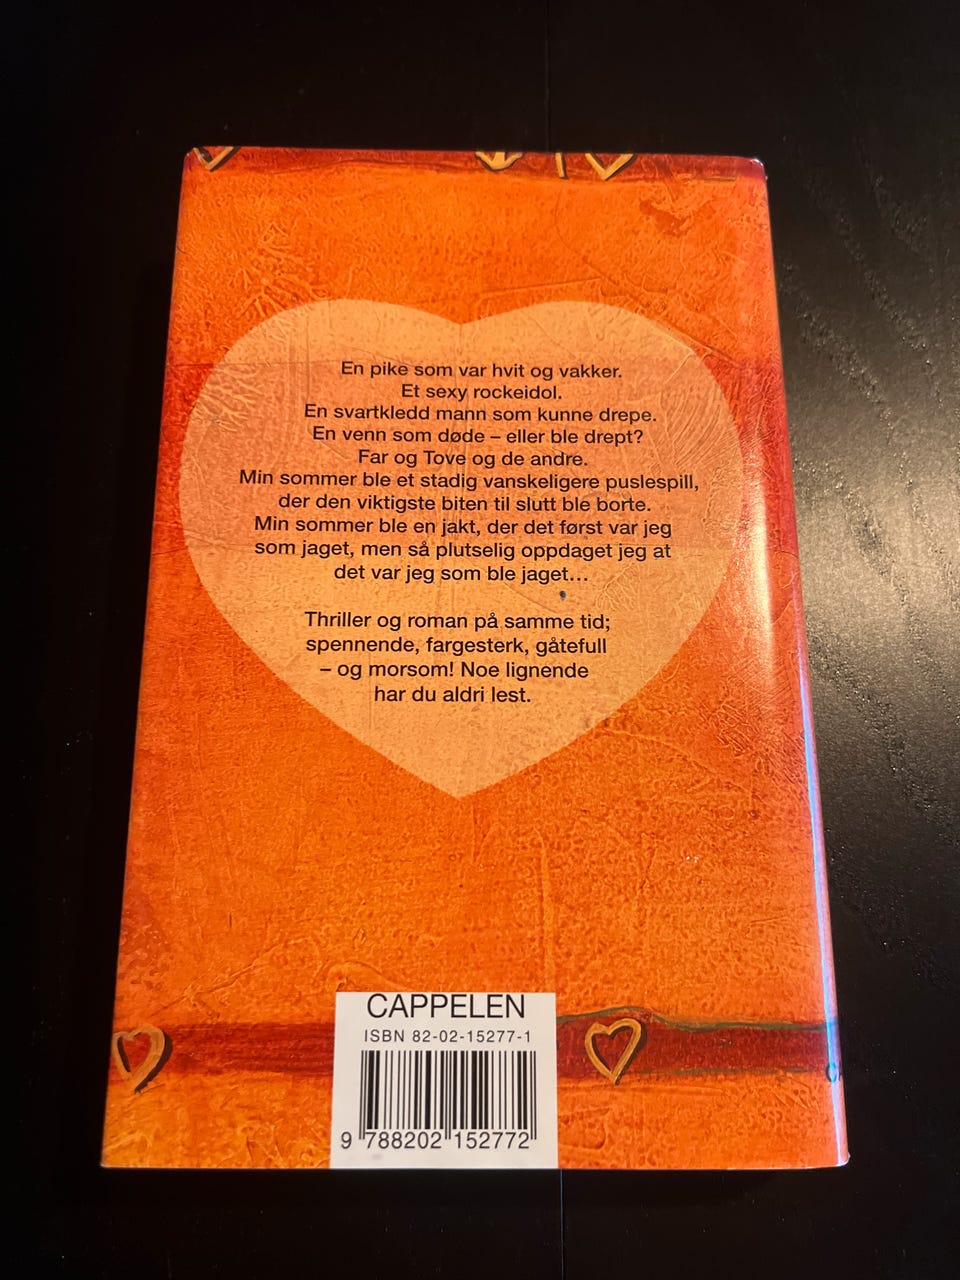 En pike som var hvit og vakker.
Et sexy rockeidol.
En svartkledd mann som kunne drepe.
En venn som døde – eller ble drept?
Far og Tove og de andre.
Min sommer ble et stadig vanskeligere puslespill,
der den viktigste biten til slutt ble borte.
Min sommer ble en jakt, der det først var jeg
som jaget, men så plutselig oppdaget jeg at
det var jeg som ble jaget...
Thriller og roman på samme tid;
spennende, fargesterk, gåtefull
– og morsom! Noe lignende
har du aldri lest.
CAPPELEN
ISBN 82-02-15277-1
9 788202 152772